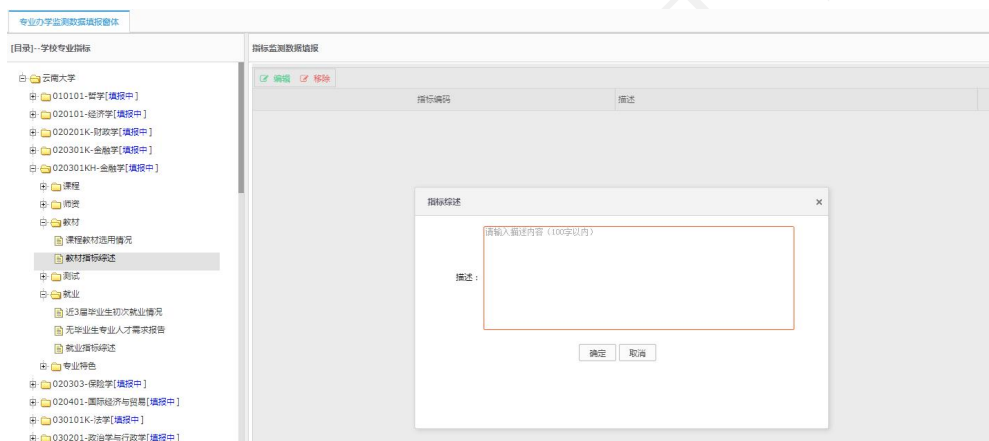 专业办学监测数据填报窗体
[目录]--学校专业指标
指标监测数据填报
云南大学
010101-哲学[填报中]
020101-经济学[填报中]
020201K-财政学[填报中]
020301K-金融学[填报中]
020301KH-金融学[填报中]
课程
师资
教材
课程教材选用情况
教材指标综述
测试
就业
近3届毕业生初次就业情况
无毕业生专业人才需求报告
就业指标综述
专业特色
020303-保险学[填报中]
020401-国际经济与贸易[填报中]
030101K-法学[填报中]
030201-政治学与行政学[填报中]
编辑 移除
指标编码 描述
指标综述
请输入描述内容（100字以内）
描述：
确定 取消